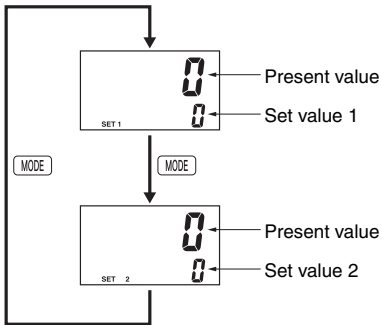 0
Present value
0
Set value 1
SET 1
MODE
MODE
0
Present value
0
Set value 2
SET 2